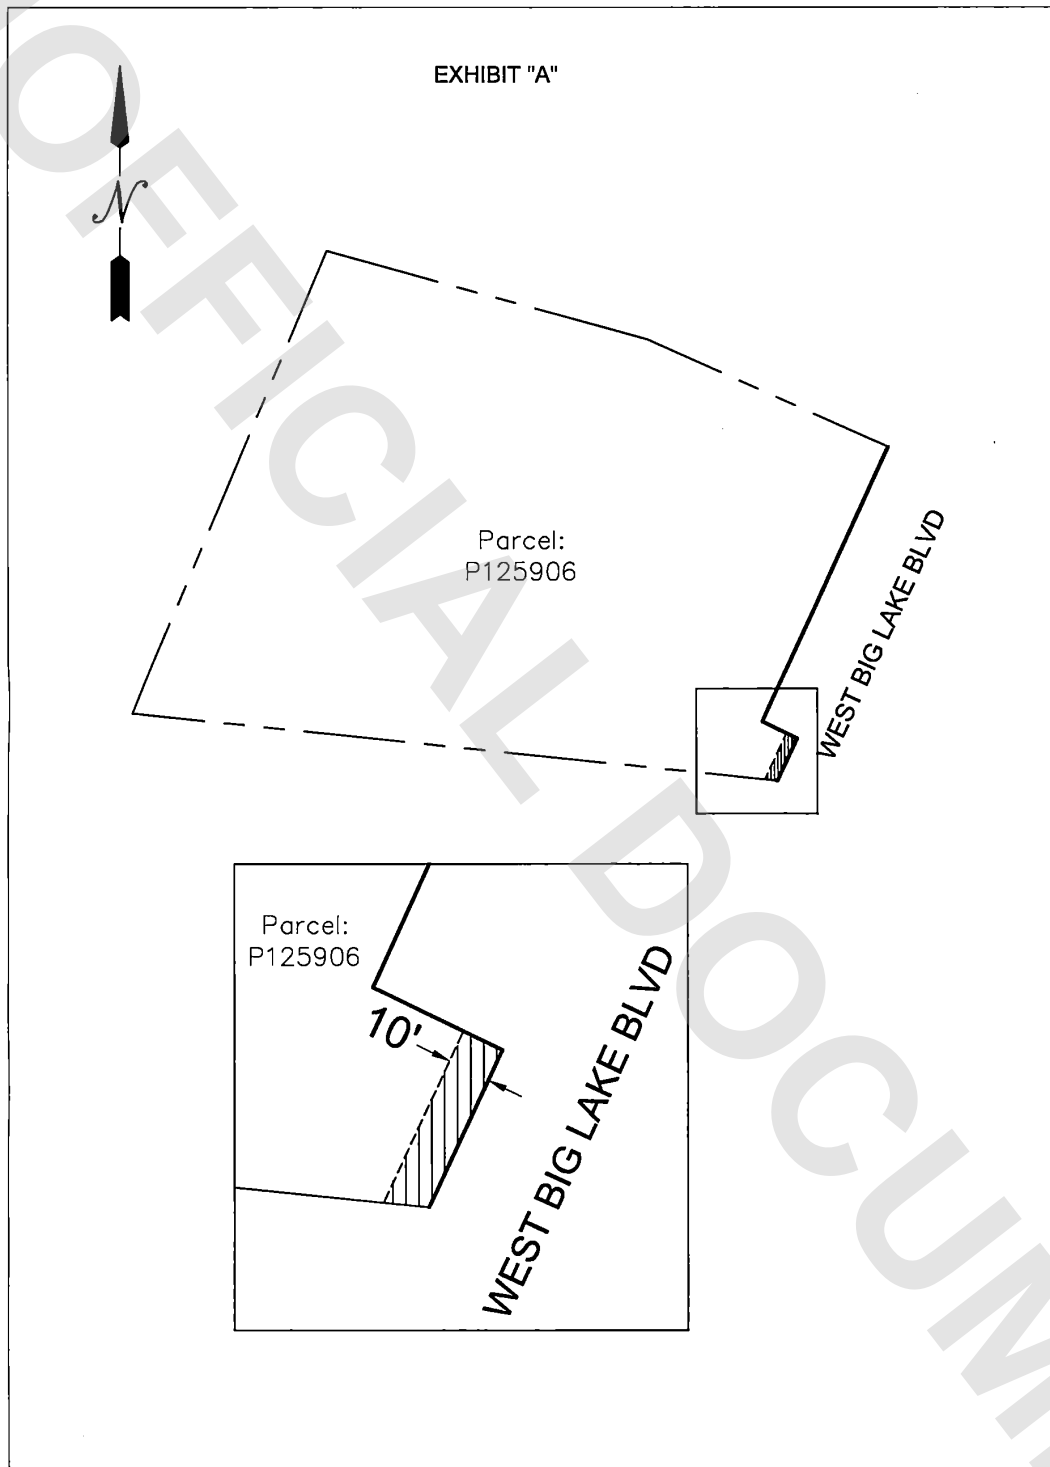 EXHIBIT "A"
N
Parcel:
P125906
WEST BIG LAKE BLVD
Parcel:
P125906
10'
WEST BIG LAKE BLVD
OFFICIAL DOCUM